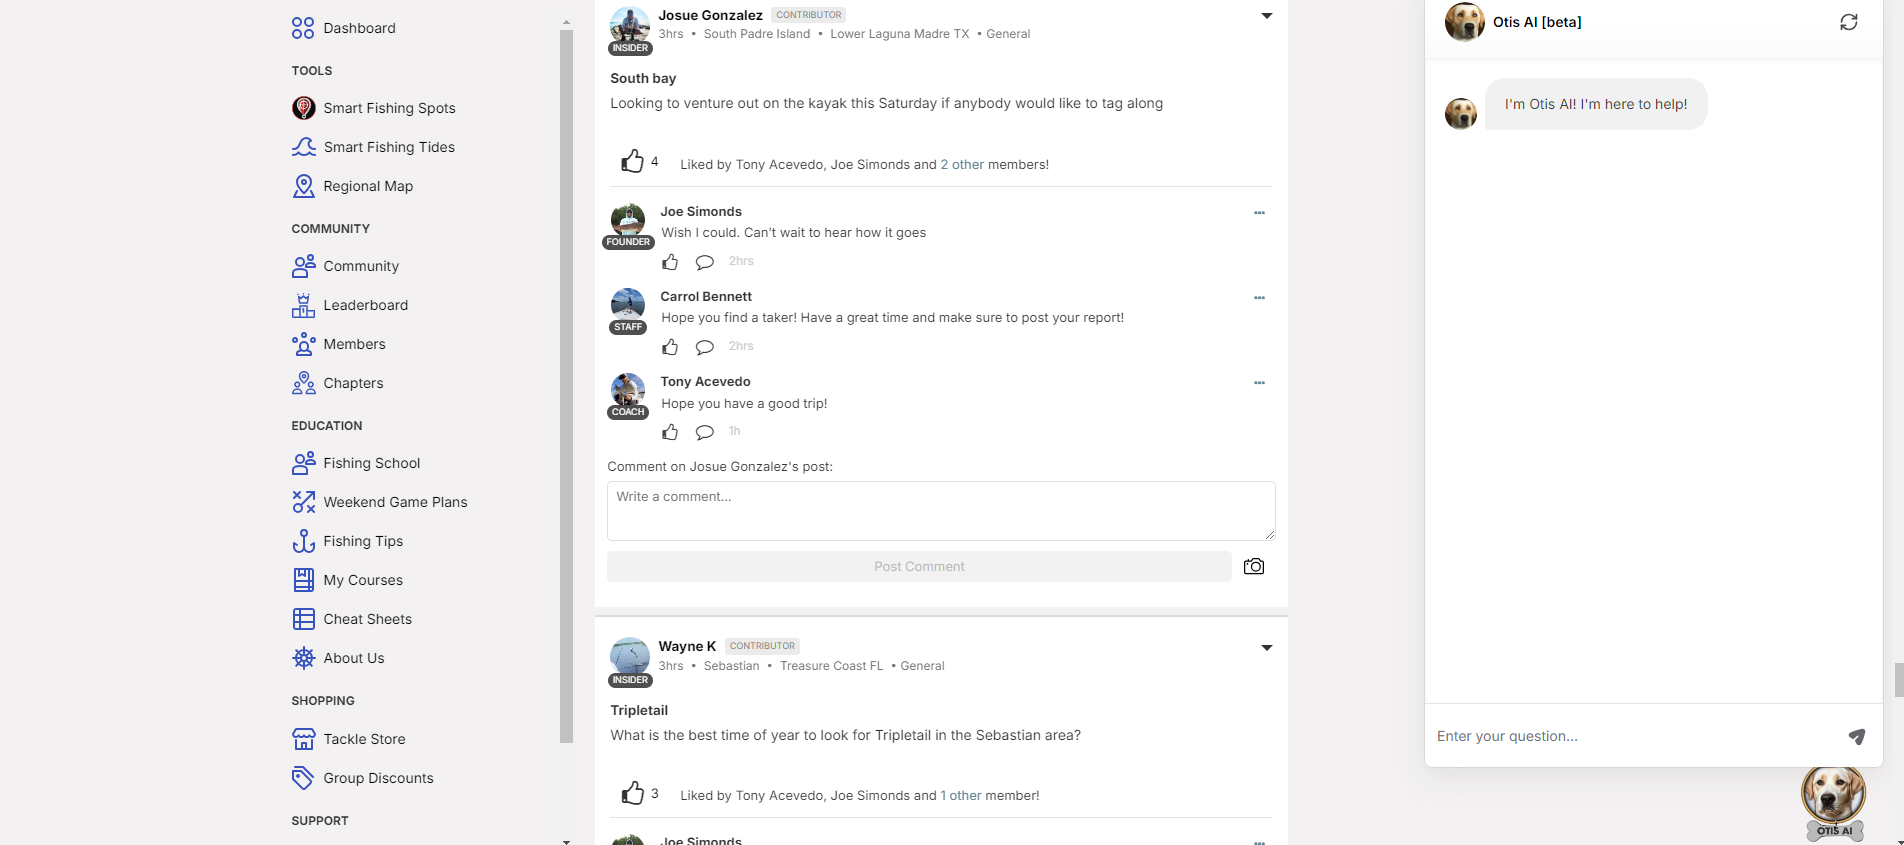 Dashboard
TOOLS
Smart Fishing Spots
Smart Fishing Tides
Regional Map
COMMUNITY
Community
Leaderboard
Members
Chapters
EDUCATION
Fishing School
Weekend Game Plans
Fishing Tips
My Courses
Cheat Sheets
About Us
SHOPPING
Tackle Store
Group Discounts
SUPPORT
Josue Gonzalez CONTRIBUTOR
3hrs • South Padre Island • Lower Laguna Madre TX • General
INSIDER
South bay
Looking to venture out on the kayak this Saturday if anybody would like to tag along
4 Liked by Tony Acevedo, Joe Simonds and 2 other members!
Joe Simonds
Wish I could. Can't wait to hear how it goes
FOUNDER
2hrs
Carrol Bennett
Hope you find a taker! Have a great time and make sure to post your report!
STAFF
2hrs
Tony Acevedo
Hope you have a good trip!
COACH
1h
Comment on Josue Gonzalez's post:
Write a comment...
Post Comment
Wayne K CONTRIBUTOR
3hrs • Sebastian • Treasure Coast FL • General
INSIDER
Tripletail
What is the best time of year to look for Tripletail in the Sebastian area?
3 Liked by Tony Acevedo, Joe Simonds and 1 other member!
Joe Simonds
Otis AI [beta]
I'm Otis AI! I'm here to help!
Enter your question...
OTIS AI